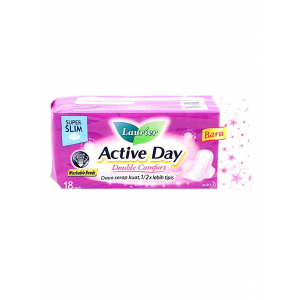 SUPER
SLIM
Laurier
Baru
Active Day
Double Comfort
Daya serap kuat, 1/2x lebih tipis
18